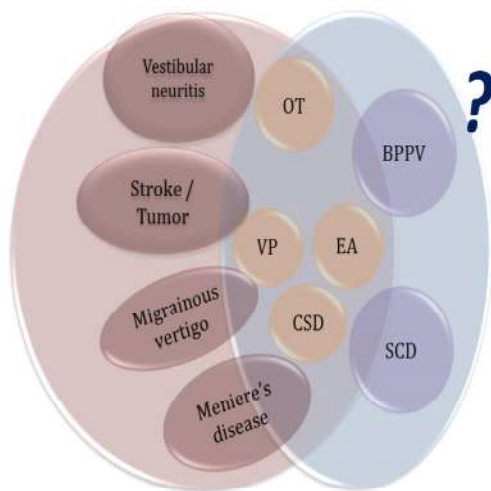 Vestibular
neuritis
OT
?
BPPV
Stroke /
Tumor
VP
EA
Migrainous
vertigo
CSD
SCD
Meniere's
disease